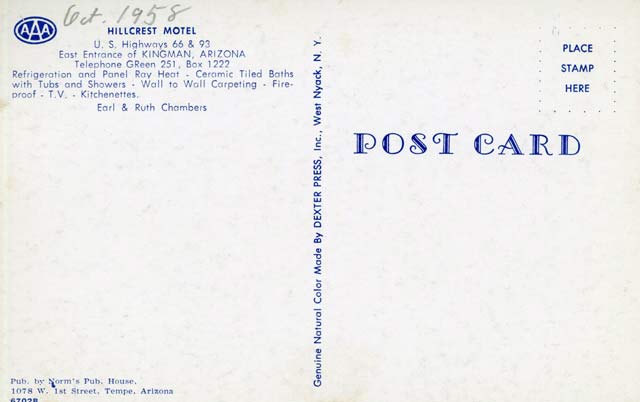 Oct. 1958
AAA
HILLCREST MOTEL
U. S. Highways 66 & 93
East Entrance of KINGMAN, ARIZONA
Telephone GReen 251, Box 1222
Refrigeration and Panel Ray Heat - Ceramic Tiled Baths
with Tubs and Showers - Wall to Wall Carpeting - Fire-
proof - T.V. - Kitchenettes.
Earl & Ruth Chambers
Pub. by Norm's Pub. House,
1078 W. 1st Street, Tempe, Arizona
6702B
Genuine Natural Color Made By DEXTER PRESS, Inc., West Nyack, N. Y.
PLACE
STAMP
HERE
POST CARD